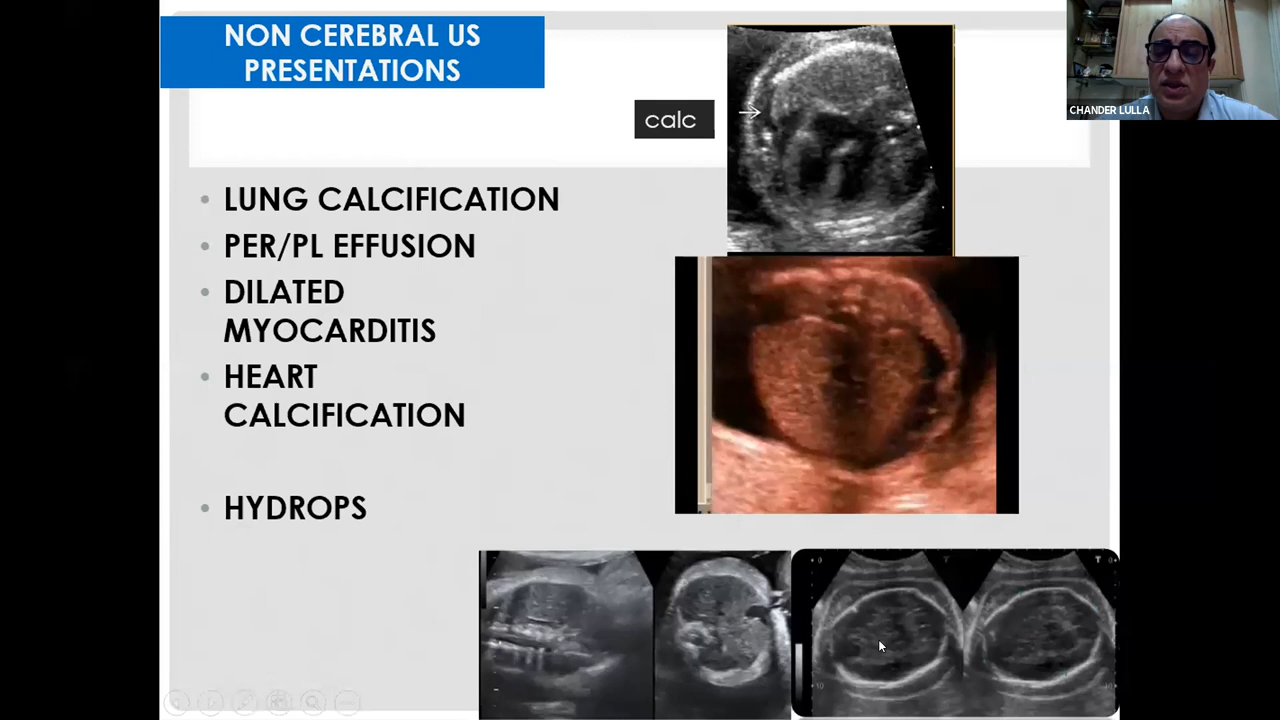 NON CEREBRAL US
PRESENTATIONS
calc
CHANDER LULLA
LUNG CALCIFICATION
PER/PL EFFUSION
DILATED
MYOCARDITIS
HEART
CALCIFICATION
HYDROPS